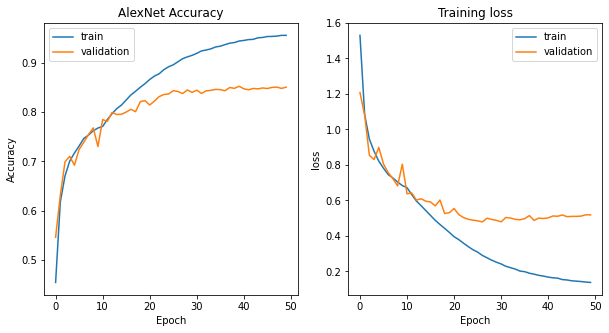 AlexNet Accuracy
train
validation
0.9
0.8
0.7
0.6
0.5
Accuracy
0
10
20
30
40
50
Epoch
Training loss
train
validation
1.6
1.4
1.2
1.0
0.8
0.6
0.4
0.2
loss
0
10
20
30
40
50
Epoch